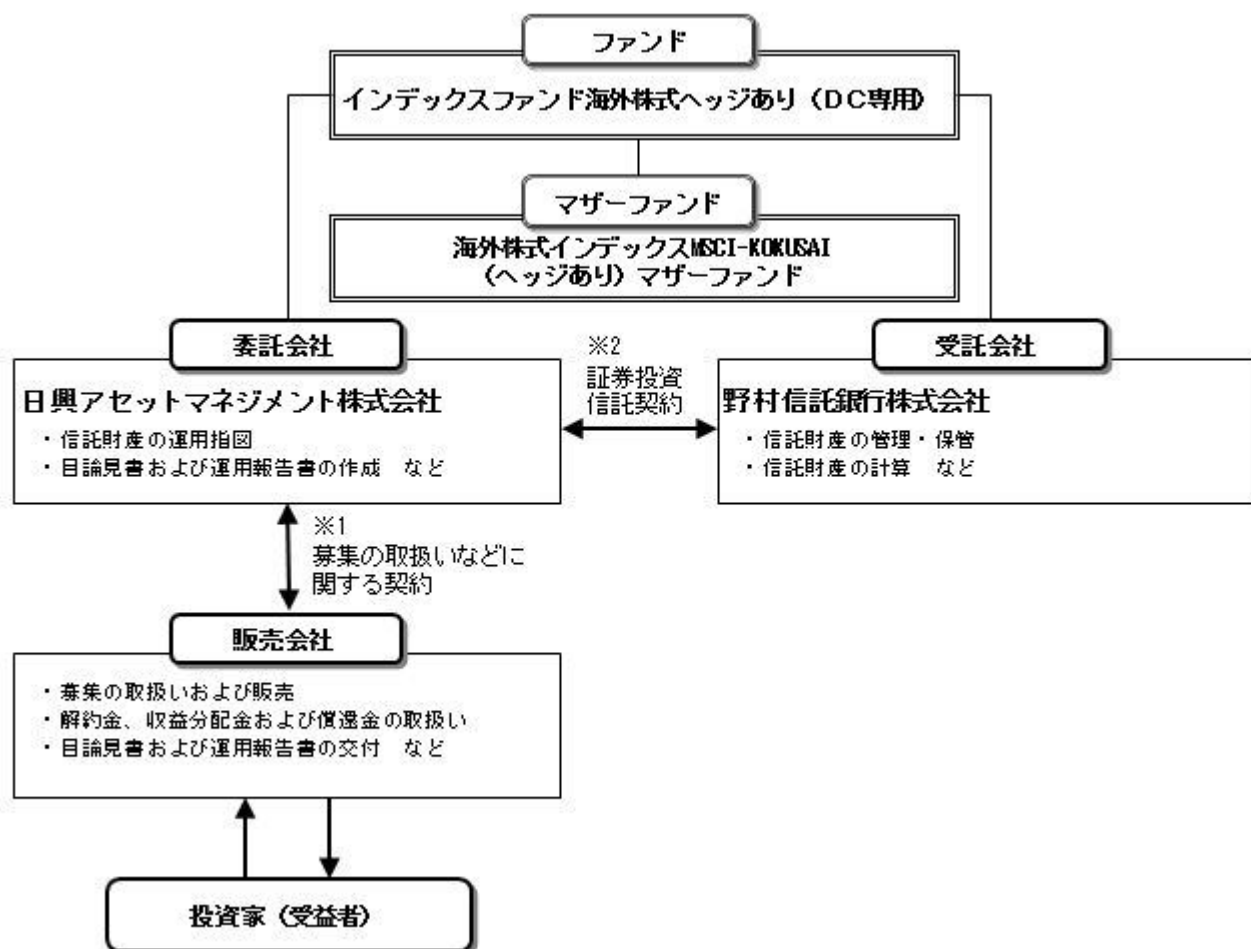 ファンド
インデックスファンド海外株式ヘッジあり（DC専用）
マザーファンド
海外株式インデックスMSCI-KOKUSAI
（ヘッジあり）マザーファンド
委託会社
日興アセットマネジメント株式会社
・信託財産の運用指図
・目論見書および運用報告書の作成　など
※2
証券投資
信託契約
受託会社
野村信託銀行株式会社
・信託財産の管理・保管
・信託財産の計算　など
※1
募集の取扱いなどに
関する契約
販売会社
・募集の取扱いおよび販売
・解約金、収益分配金および償還金の取扱い
・目論見書および運用報告書の交付　など
投資家（受益者）